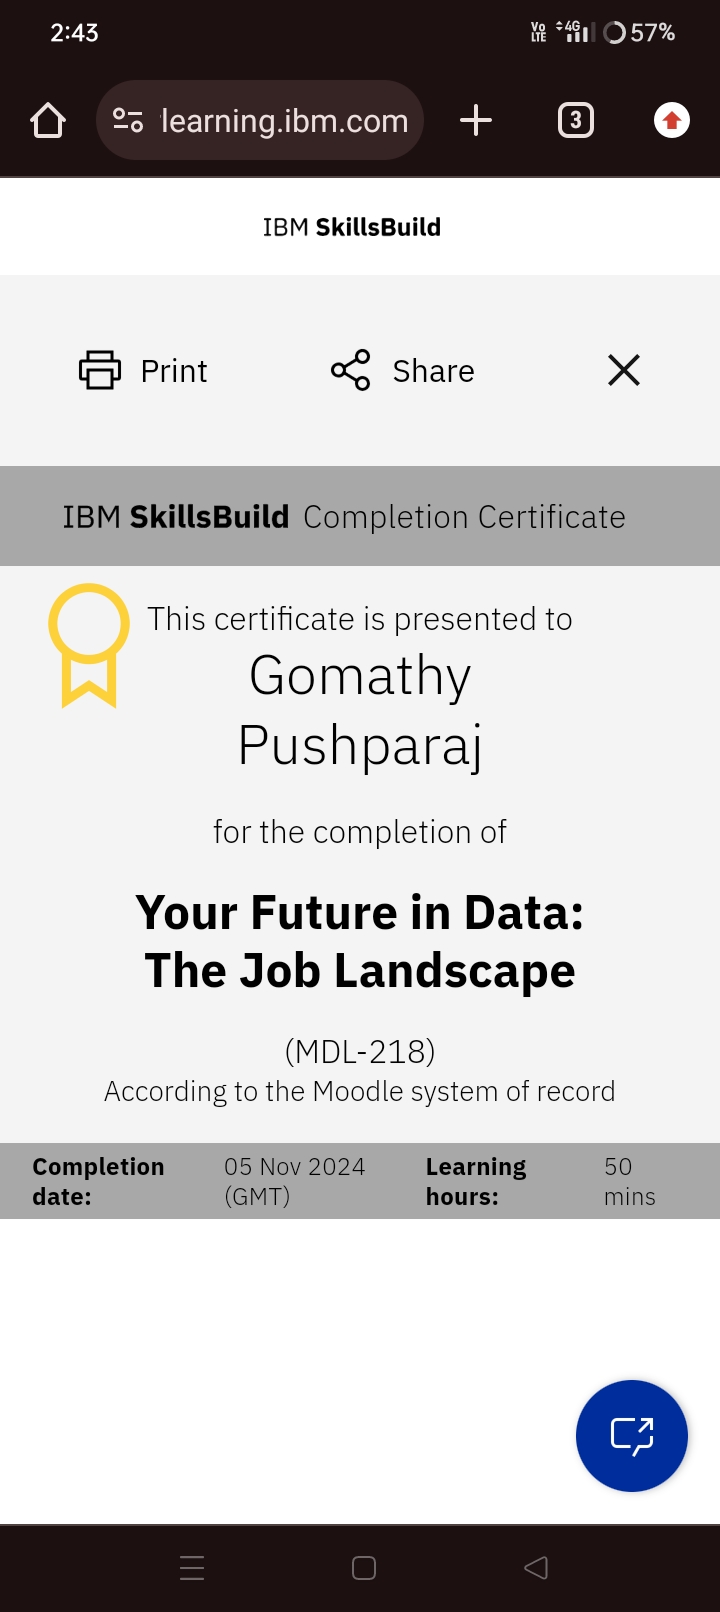 2:43
Vo LTE 4G 57%
learning.ibm.com
3
IBM SkillsBuild
Print
Share
IBM SkillsBuild Completion Certificate
This certificate is presented to
Gomathy
Pushparaj
for the completion of
Your Future in Data:
The Job Landscape
(MDL-218)
According to the Moodle system of record
Completion date:
05 Nov 2024 (GMT)
Learning hours:
50 mins